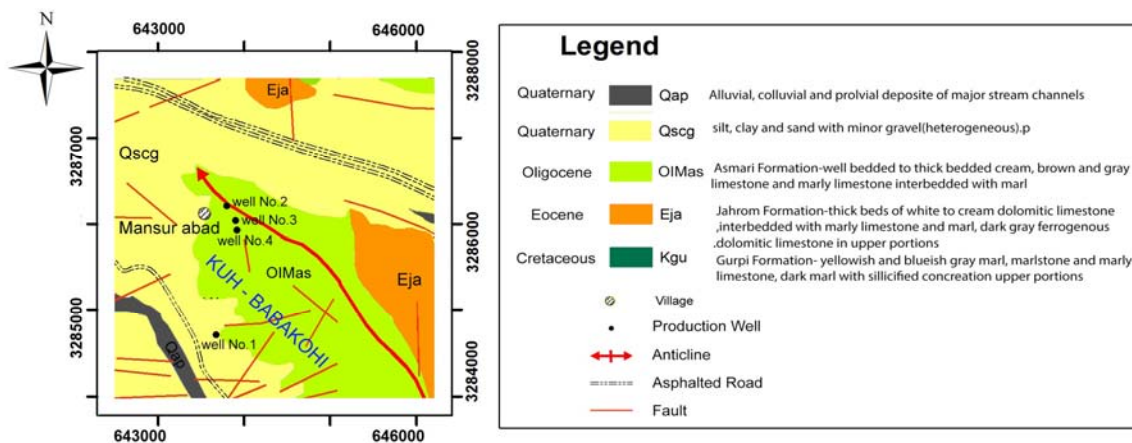 N
643000
646000
3288000
3287000
3286000
3285000
3284000
Eja
Qscg
well No.2
well No.3
Mansur abad
well No.4
OlMas
KUH - BABAKOHI
Eja
well No.1
Qap
643000
646000
Legend
Quaternary Qap Alluvial, colluvial and prolvial deposite of major stream channels
Quaternary Qscg silt, clay and sand with minor gravel(heterogeneous).p
Oligocene OlMas Asmari Formation-well bedded to thick bedded cream, brown and gray
limestone and marly limestone interbedded with marl
Eocene Eja Jahrom Formation-thick beds of white to cream dolomitic limestone
,interbedded with marly limestone and marl, dark gray ferrogenous
.dolomitic limestone in upper portions
Cretaceous Kgu Gurpi Formation- yellowish and blueish gray marl, marlstone and marly
limestone, dark marl with sillicified concreation upper portions
Village
Production Well
Anticline
Asphalted Road
Fault